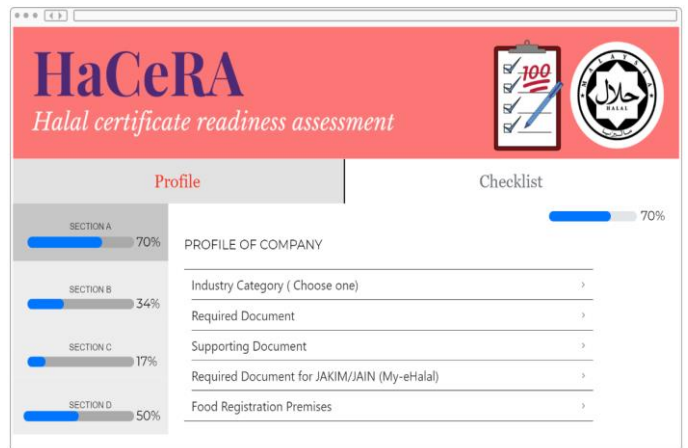 HaCeRA
Halal certificate readiness assessment
100
MALAYSIA
حلال
HALAL
ماليزيا
Profile
Checklist
70%
SECTION A
70%
PROFILE OF COMPANY
Industry Category ( Choose one)
SECTION B
34%
Required Document
SECTION C
17%
Supporting Document
Required Document for JAKIM/JAIN (My-eHalal)
SECTION D
50%
Food Registration Premises